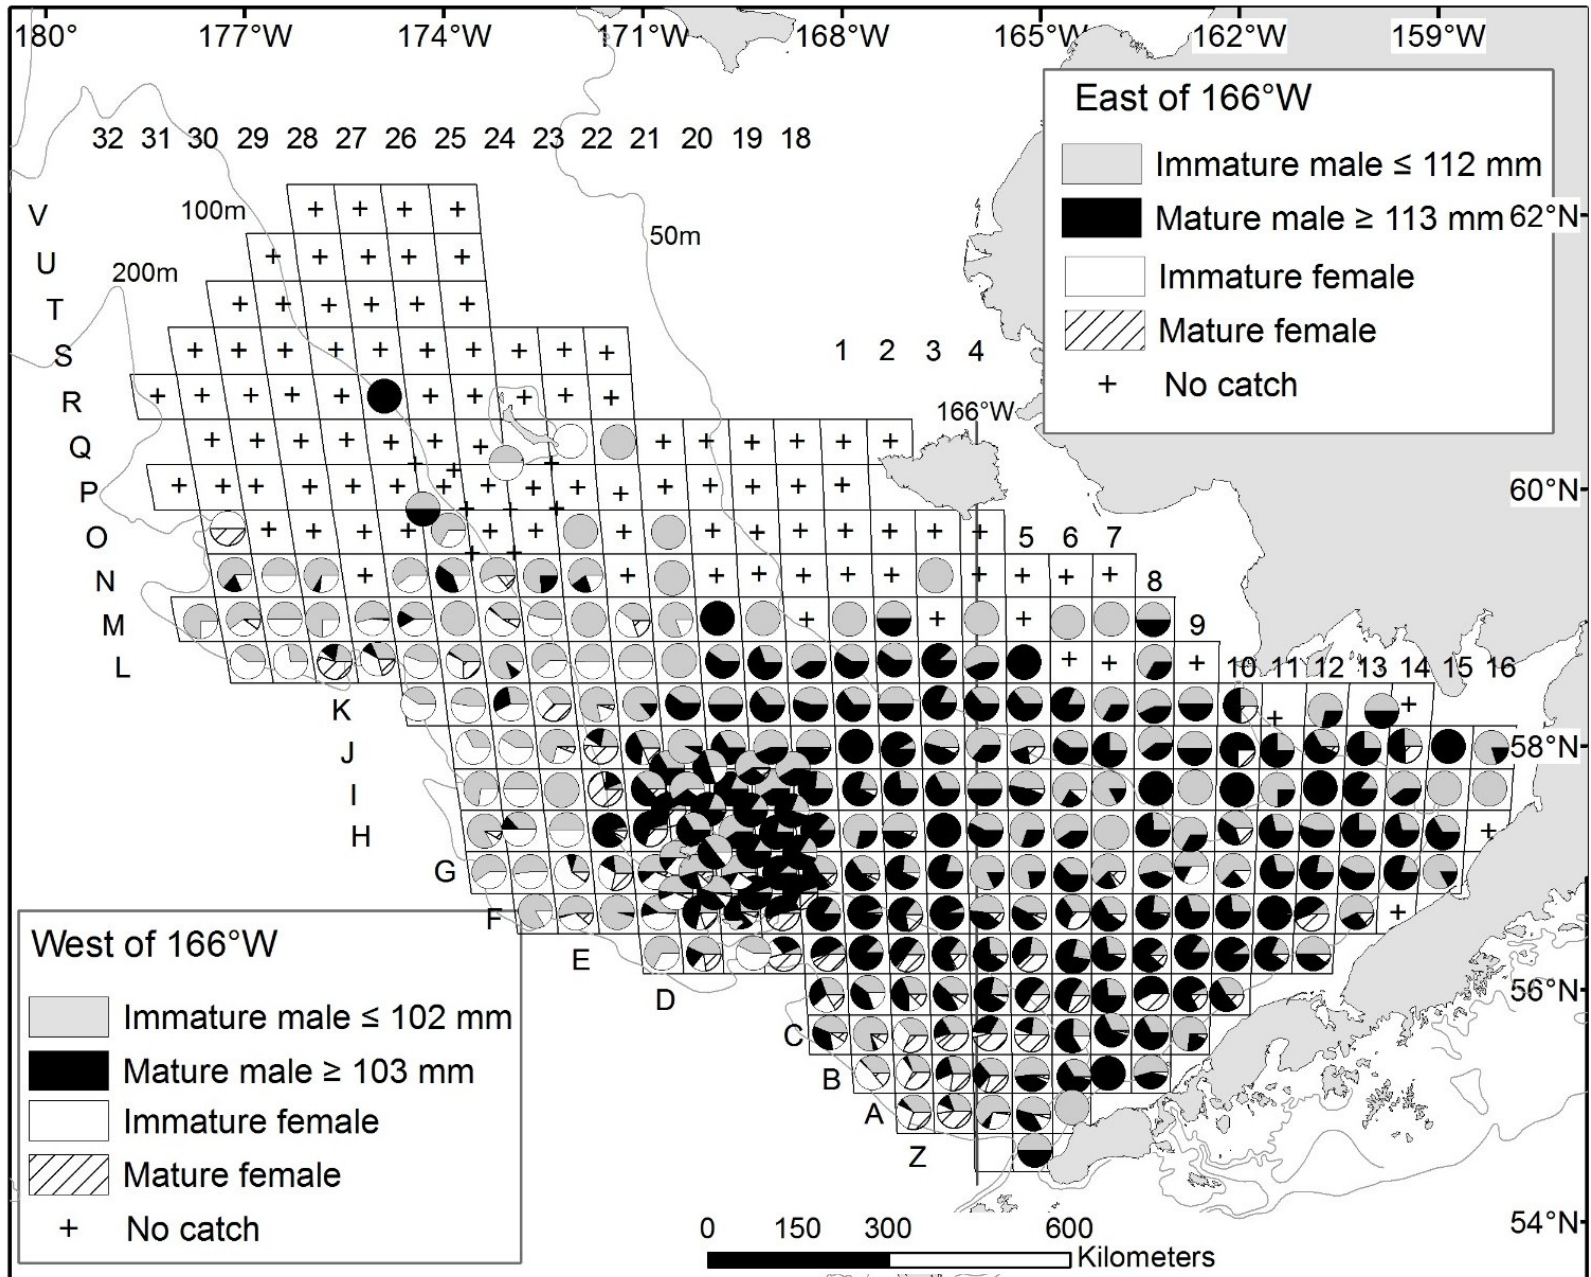 180° 177°W 174°W 171°W 168°W 165°W 162°W 159°W
East of 166°W
Immature male ≤ 112 mm
Mature male ≥ 113 mm
Immature female
Mature female
+ No catch
32 31 30 29 28 27 26 25 24 23 22 21 20 19 18
62°N
60°N
58°N
56°N
54°N
100m
200m
50m
V
U
T
S
R
Q
P
O
N
M
L
K
J
I
H
G
F
E
D
C
B
A
Z
1 2 3 4
166°W
5 6 7
8
9
10 11 12 13 14 15 16
West of 166°W
Immature male ≤ 102 mm
Mature male ≥ 103 mm
Immature female
Mature female
+ No catch
0 150 300 600
Kilometers